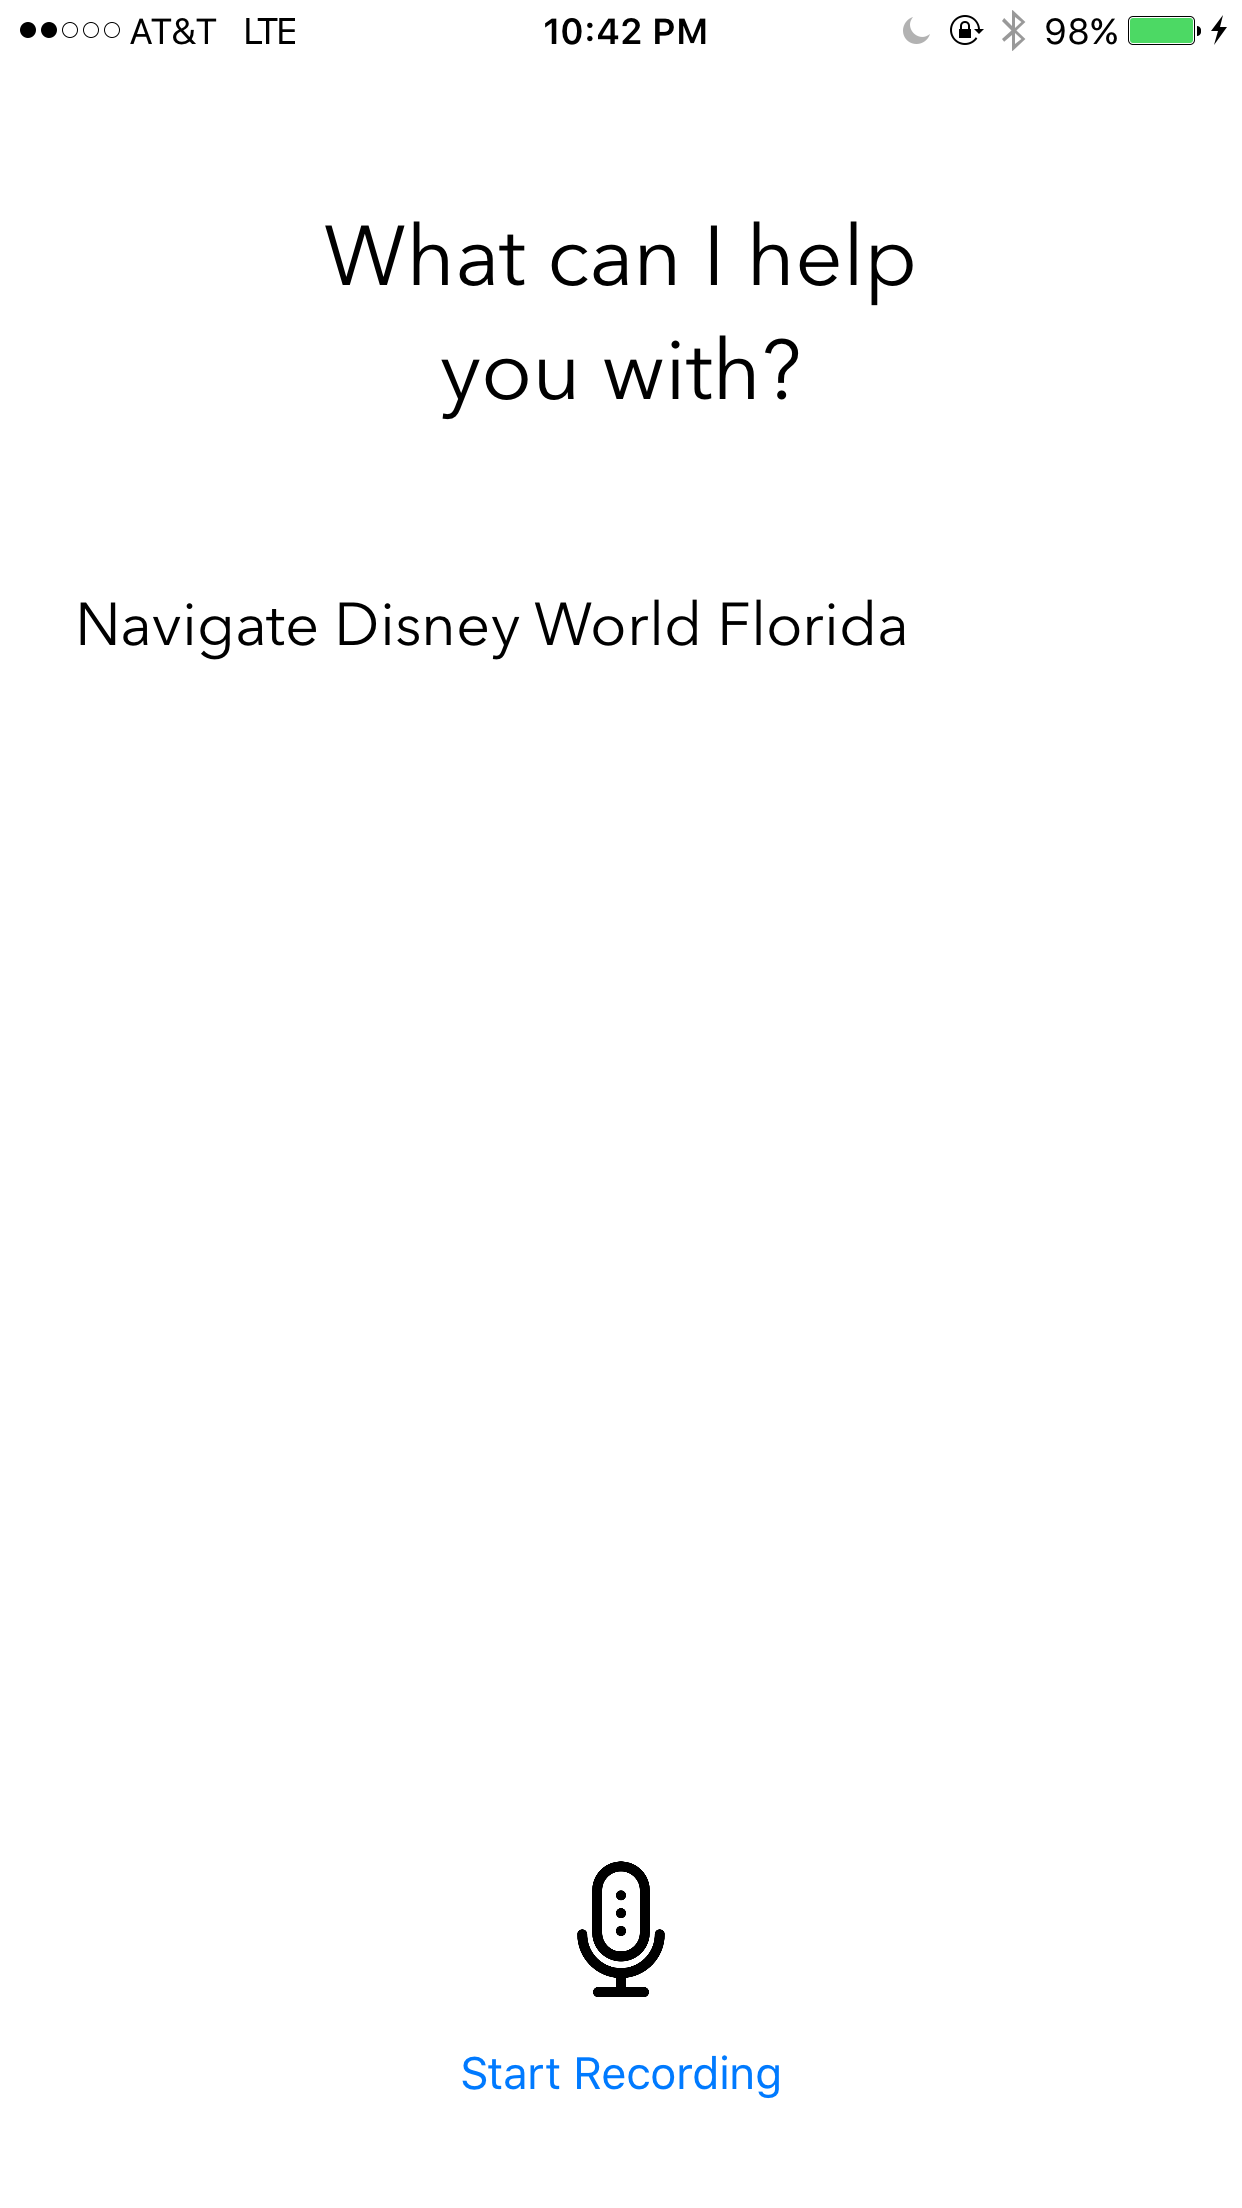 AT&T LTE 10:42 PM 98%
What can I help
you with?
Navigate Disney World Florida
Start Recording